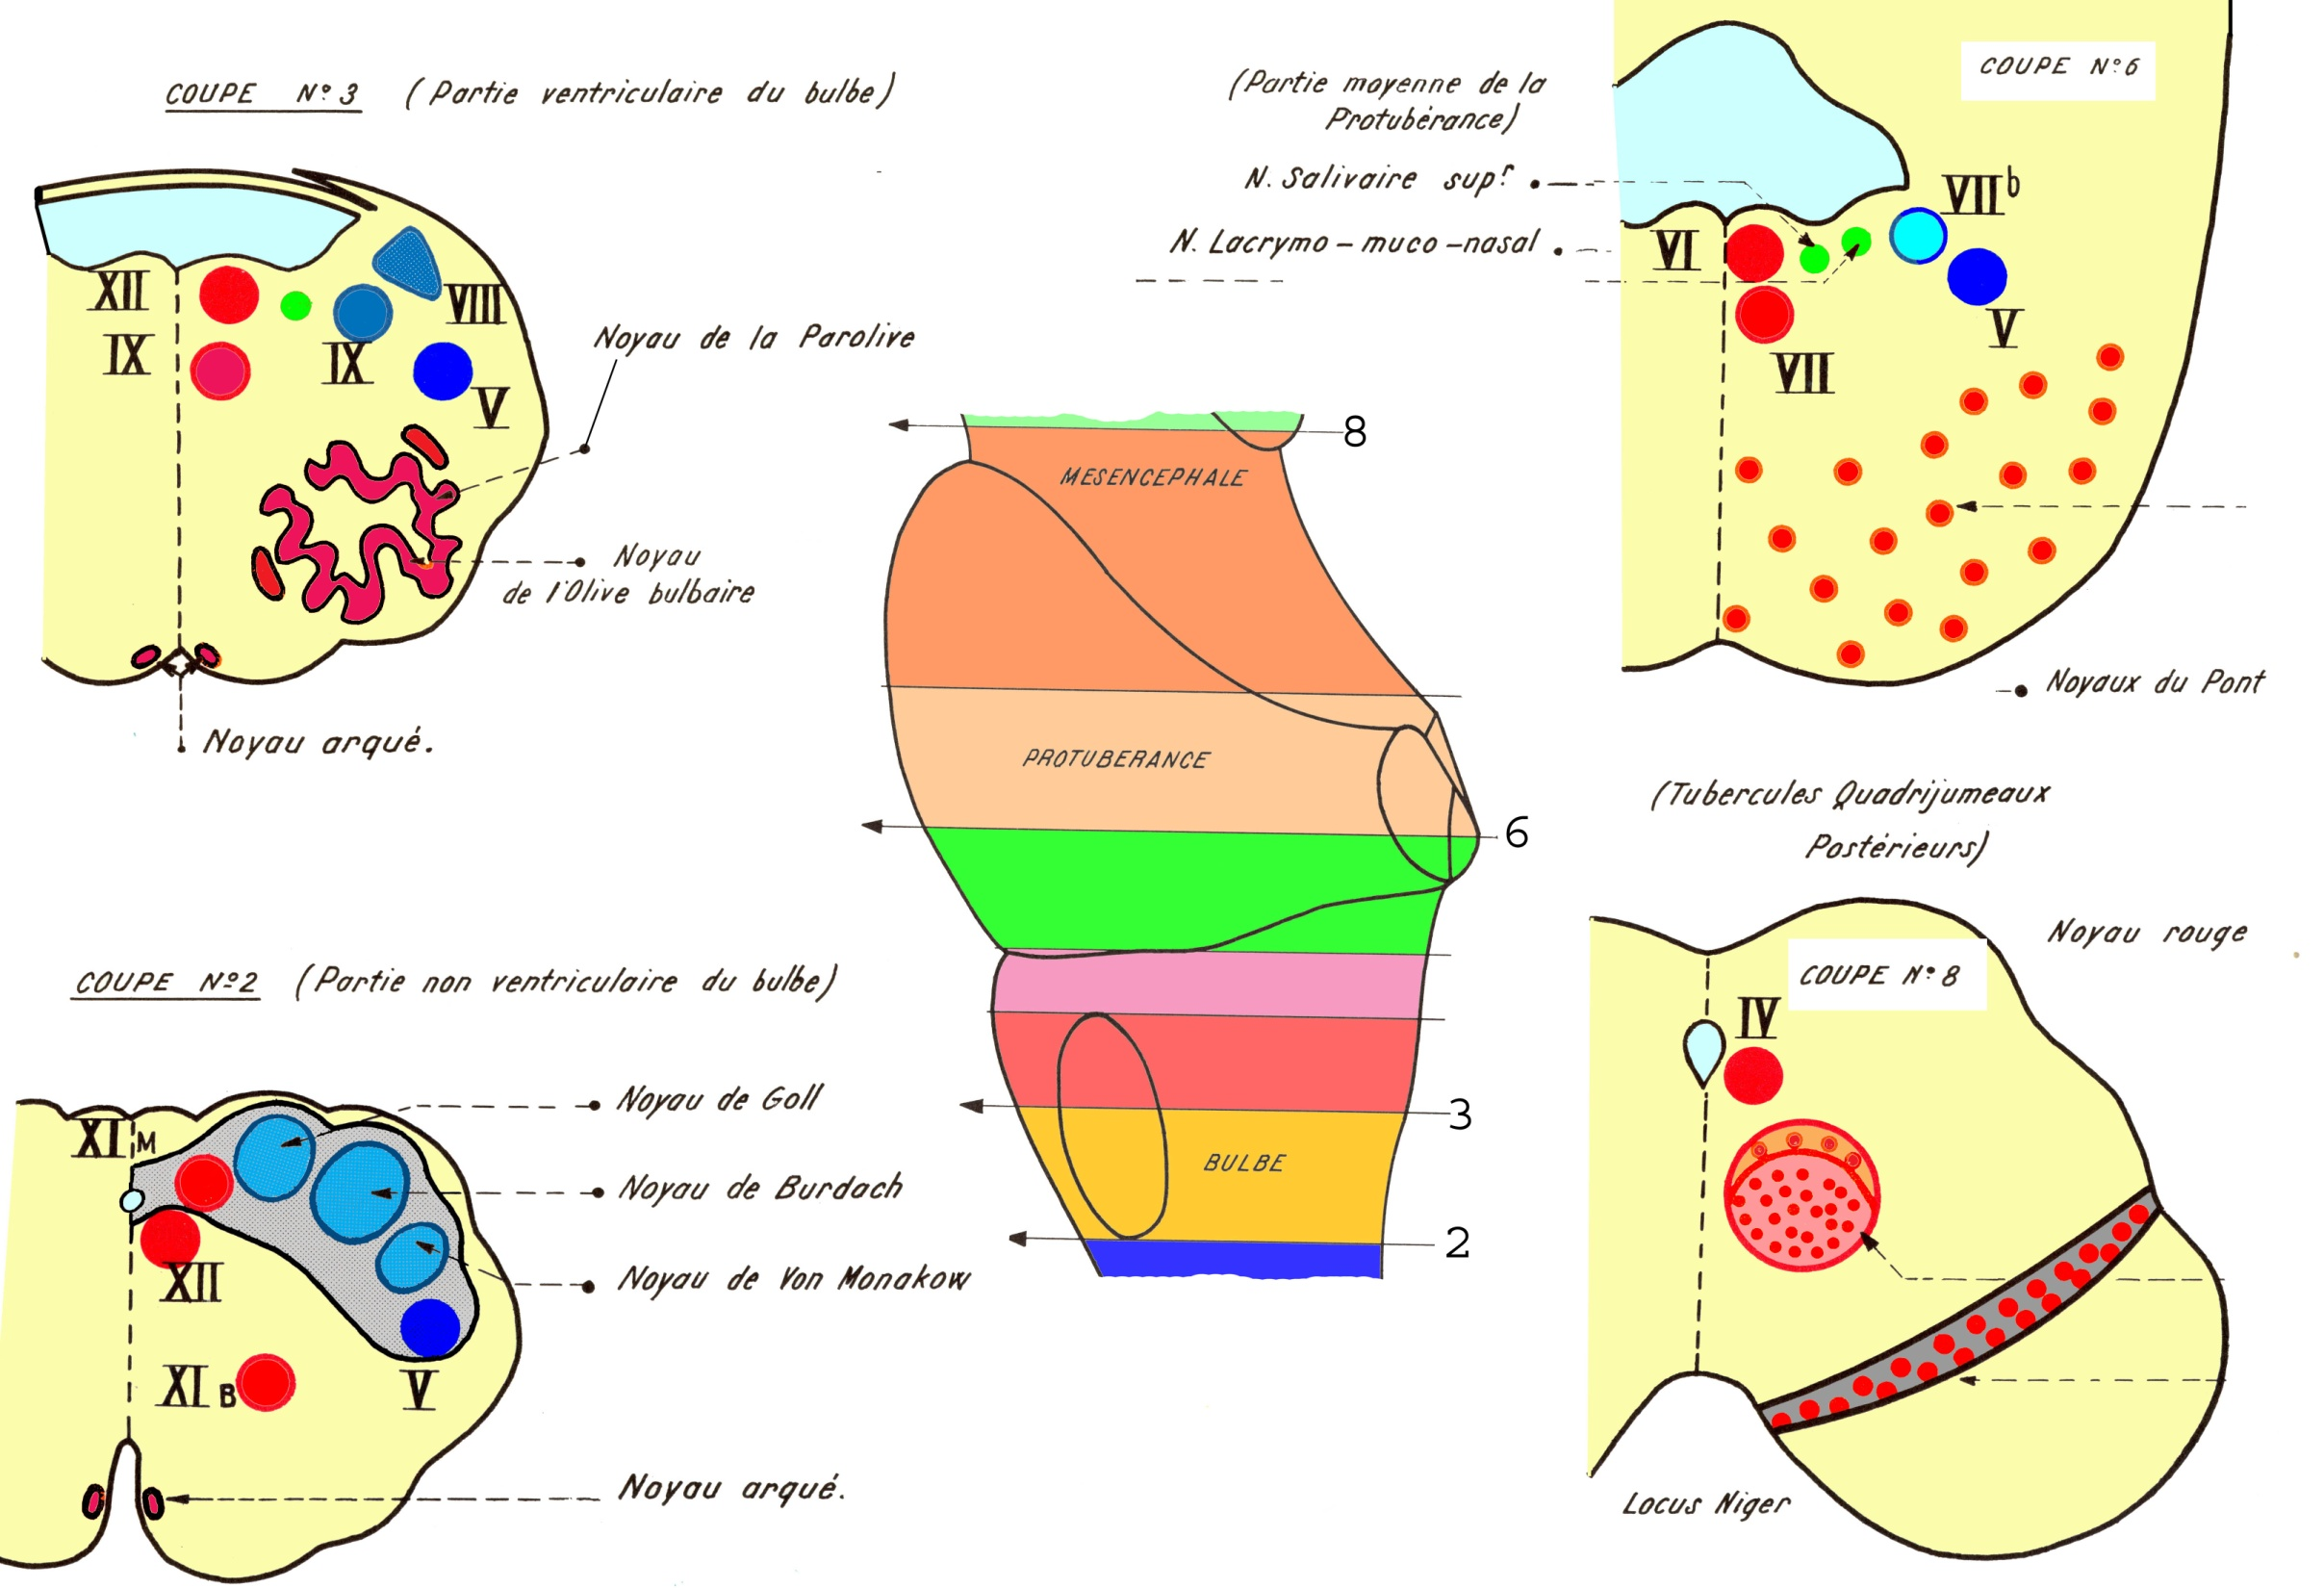 COUPE N° 3 (Partie ventriculaire du bulbe)
XII
VIII
IX
IX
V
Noyau de la Parolive
Noyau
de l'Olive bulbaire
Noyau arqué.
COUPE N° 2 (Partie non ventriculaire du bulbe)
XI M
Noyau de Goll
Noyau de Burdach
Noyau de Von Monakow
XII
XI B
V
Noyau arqué.
8
MESENCEPHALE
PROTUBERANCE
6
3
BULBE
2
COUPE N° 6
(Partie moyenne de la
Protubérance)
N. Salivaire supr
N. Lacrymo-muco-nasal
VI
VII b
V
VII
Noyaux du Pont
(Tubercules Quadrijumeaux
Postérieurs)
Noyau rouge
COUPE N° 8
IV
Locus Niger